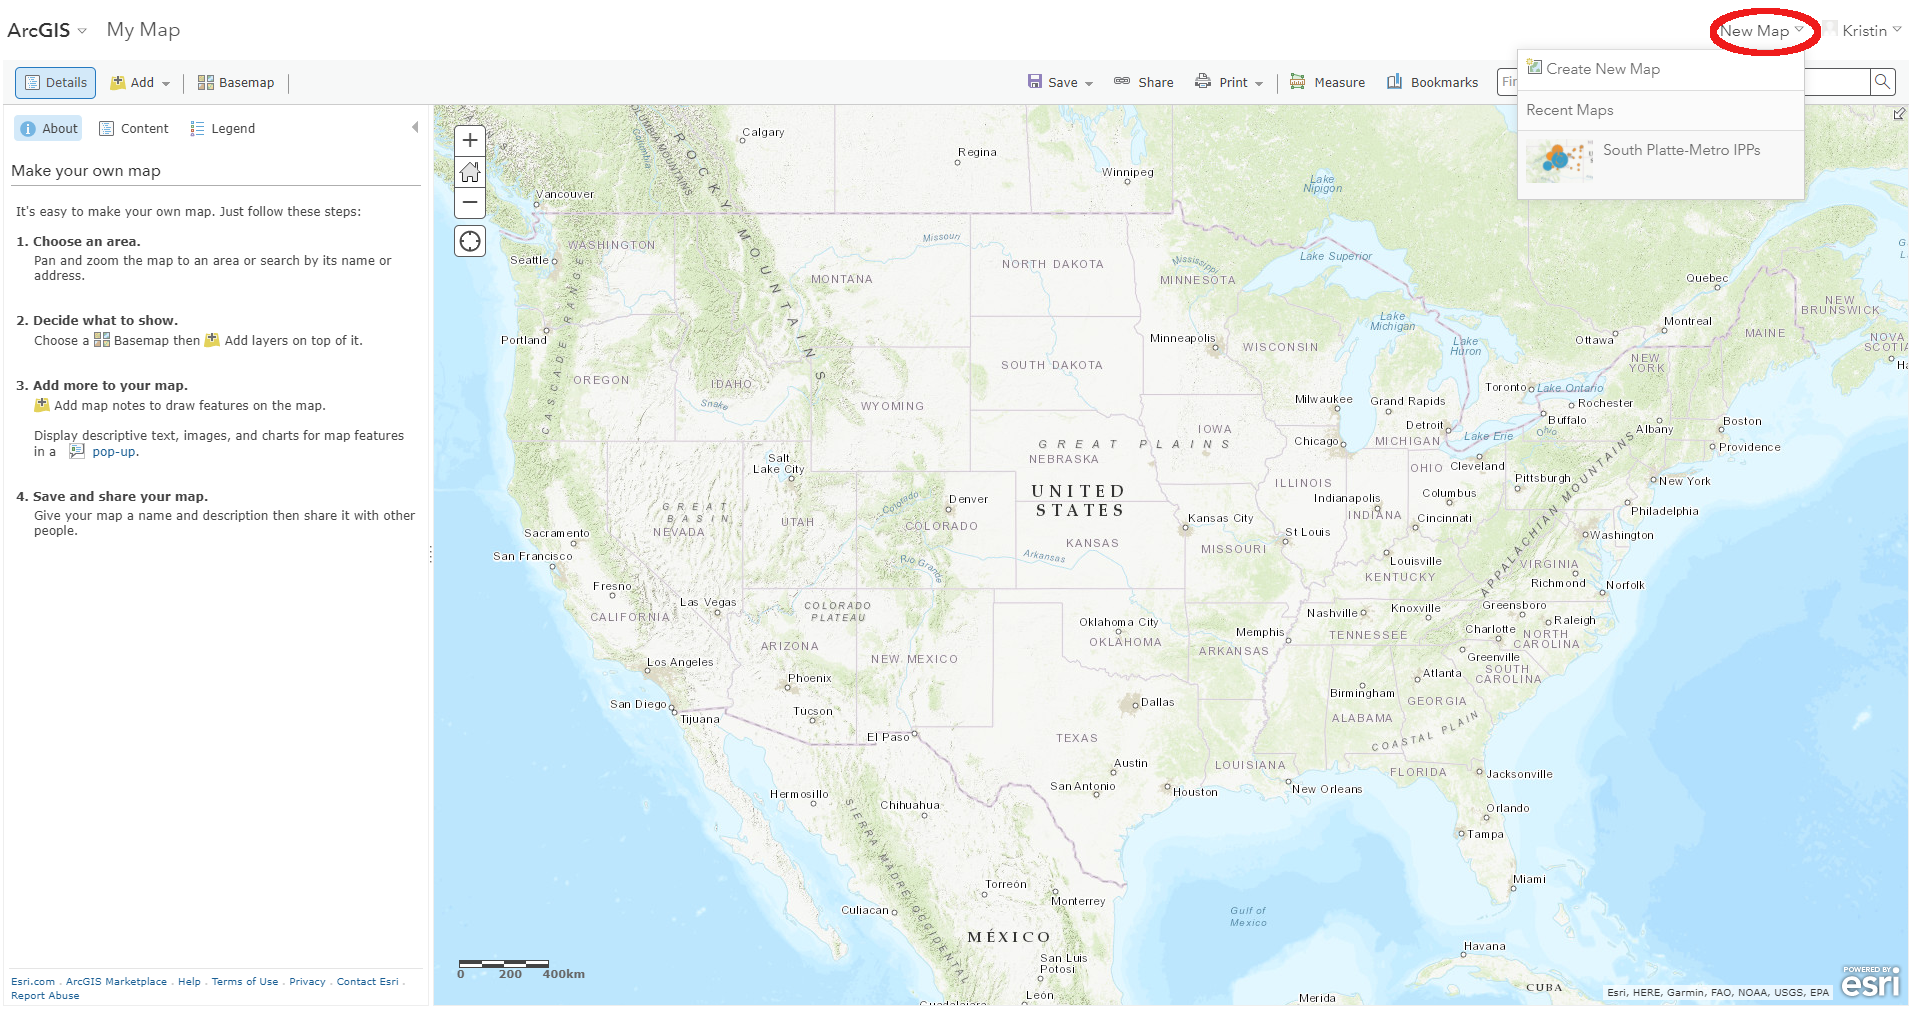 ArcGIS My Map New Map Kristin
Details Add Basemap Save Share Print Measure Bookmarks Fin
Create New Map
Recent Maps
South Platte-Metro IPPs
About Content Legend
Make your own map
It's easy to make your own map. Just follow these steps:
1. Choose an area.
Pan and zoom the map to an area or search by its name or
address.
2. Decide what to show.
Choose a Basemap then Add layers on top of it.
3. Add more to your map.
Add map notes to draw features on the map.
Display descriptive text, images, and charts for map features
in a pop-up.
4. Save and share your map.
Give your map a name and description then share it with other
people.
Esri.com . ArcGIS Marketplace . Help . Terms of Use . Privacy . Contact Esri .
Report Abuse
Calgary
Regina
Winnipeg
Vancouver
COLUMBIA MOUNTAINS
Columbia
ROCKY MOUNTAINS
Lake
Nipigon
WASHINGTON
Seattle
Missouri
MONTANA
NORTH DAKOTA
Mississippi
MINNESOTA
Lake Superior
Quebec
NEW
BRUNSWICK
Portland
CASCADE RANGE
OREGON
IDAHO
Snake
WYOMING
SOUTH DAKOTA
Minneapolis
WISCONSIN
Lake
Michigan
Lake
Huron
Ottawa
Montreal
MAINE
NOVA
SCOTIA
Ha
NEW
YORK
Toronto
Lake Ontario
Rochester
Buffalo
Albany
Boston
Providence
Milwaukee
Grand Rapids
Detroit
MICHIGAN
Lake Erie
Ohio
Chicago
IOWA
GREAT PLAINS
NEBRASKA
UNITED
STATES
Salt
Lake City
GREAT
BASIN
NEVADA
UTAH
Colorado
COLORADO
Denver
KANSAS
Arkansas
Rio Grande
Kansas City
MISSOURI
St Louis
ILLINOIS
Indianapolis
INDIANA
OHIO
Cleveland
Columbus
Cincinnati
Pittsburgh
APPALACHIAN MOUNTAINS
New York
Philadelphia
Washington
Louisville
KENTUCKY
VIRGINIA
Richmond
Norfolk
Sacramento
San Francisco
Fresno
CALIFORNIA
Las Vegas
COLORADO
PLATEAU
ARIZONA
NEW MEXICO
Oklahoma City
OKLAHOMA
Memphis
ARKANSAS
Nashville
TENNESSEE
Knoxville
Greensboro
Raleigh
Charlotte
NORTH
CAROLINA
Greenville
SOUTH
CAROLINA
Los Angeles
San Diego
Tijuana
Phoenix
Tucson
El Paso
Dallas
TEXAS
Austin
San Antonio
Houston
LOUISIANA
New Orleans
Birmingham
ALABAMA
Atlanta
GEORGIA
COASTAL PLAIN
FLORIDA
Jacksonville
Orlando
Tampa
Miami
Hermosillo
Chihuahua
SIERRA MADRE OCCIDENTAL
Torreón
Monterrey
Culiacan
MÉXICO
San Luis
Potosi
León
Guadalajara
Gulf of
Mexico
Merida
Havana
CUBA
0 200 400km
Esri, HERE, Garmin, FAO, NOAA, USGS, EPA
POWERED BY
esri